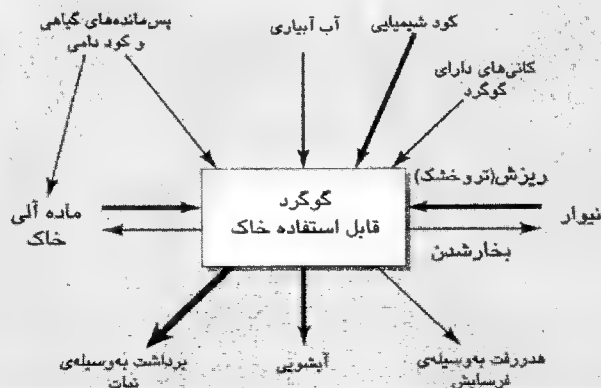 پس‌مانده‌های گیاهی
و کود دامی
آب آبیاری
کود شیمیایی
کانی‌های دارای
گوگرد
ریزش(تر و خشک)
نیوار
بخارشدن
گوگرد
قابل استفاده خاک
ماده آلی
خاک
برداشت به‌وسیله‌ی
نبات
آبشویی
هدررفت به‌وسیله‌ی
فرسایش